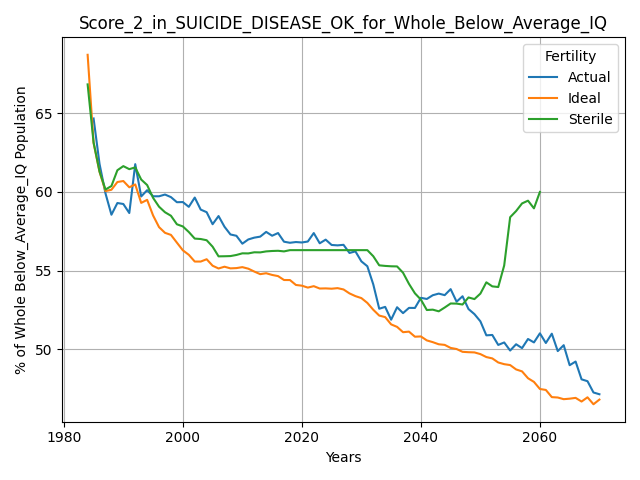 Score_2_in_SUICIDE_DISEASE_OK_for_Whole_Below_Average_IQ
% of Whole Below_Average_IQ Population
65
60
55
50
Fertility
Actual
Ideal
Sterile
1980 2000 2020 2040 2060
Years